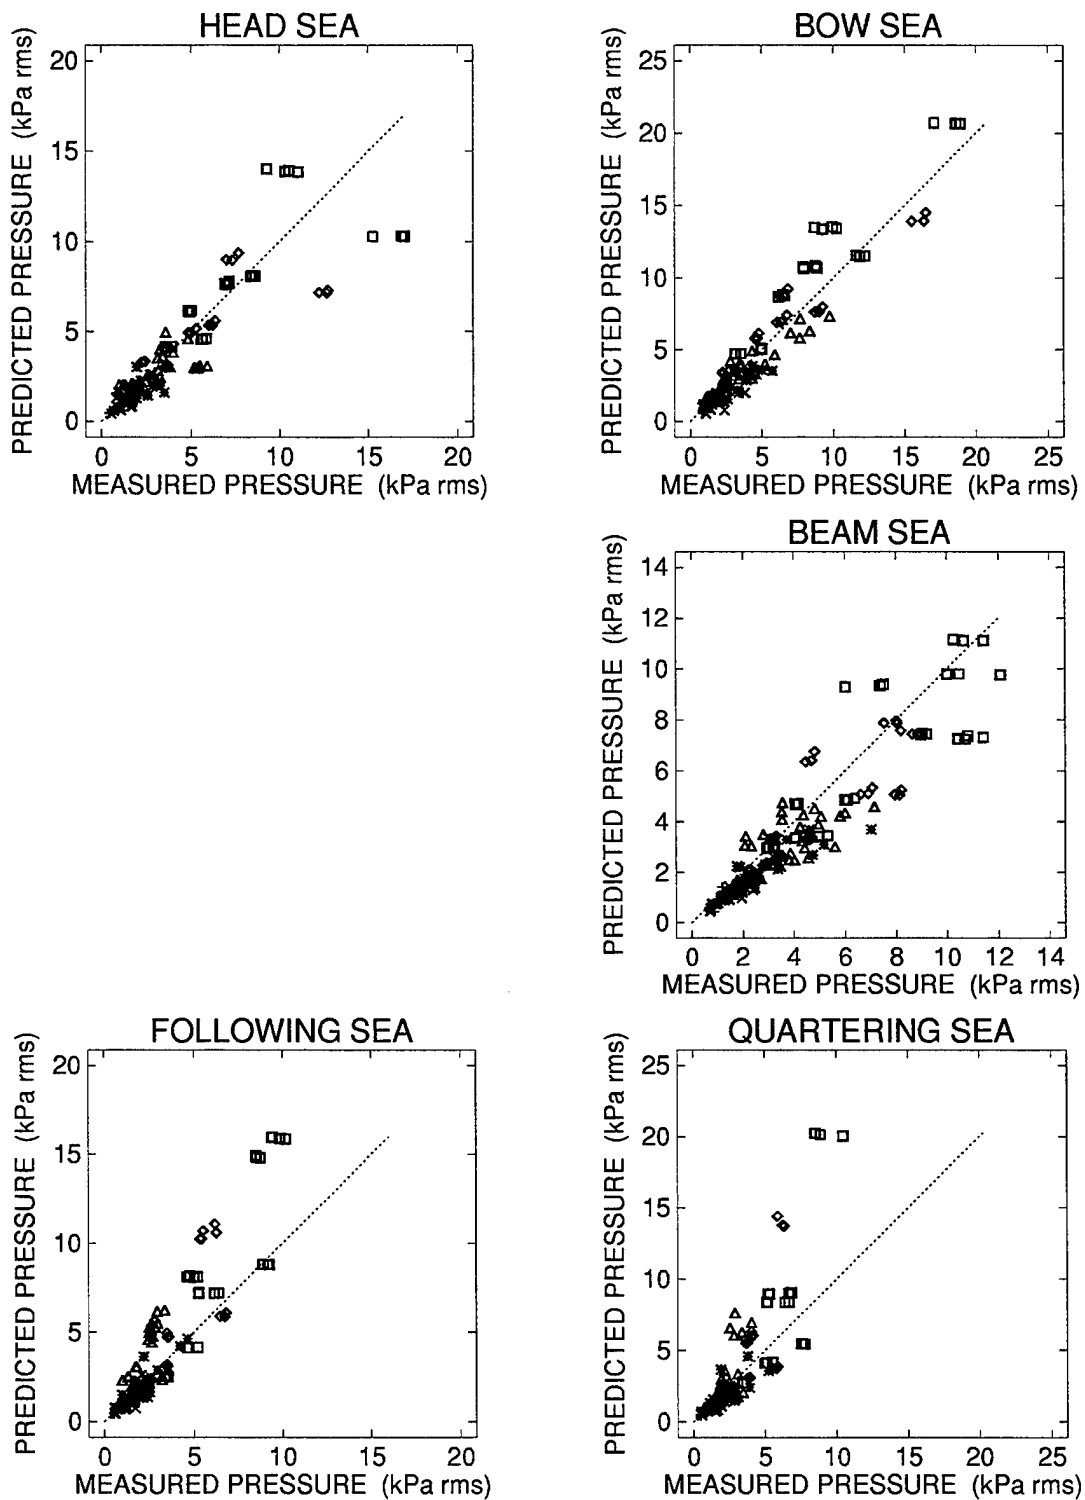 HEAD SEA
PREDICTED PRESSURE (kPa rms)
20
15
10
5
0
0 5 10 15 20
MEASURED PRESSURE (kPa rms)
BOW SEA
PREDICTED PRESSURE (kPa rms)
25
20
15
10
5
0
0 5 10 15 20 25
MEASURED PRESSURE (kPa rms)
BEAM SEA
PREDICTED PRESSURE (kPa rms)
14
12
10
8
6
4
2
0
0 2 4 6 8 10 12 14
MEASURED PRESSURE (kPa rms)
FOLLOWING SEA
PREDICTED PRESSURE (kPa rms)
20
15
10
5
0
0 5 10 15 20
MEASURED PRESSURE (kPa rms)
QUARTERING SEA
PREDICTED PRESSURE (kPa rms)
25
20
15
10
5
0
0 5 10 15 20 25
MEASURED PRESSURE (kPa rms)